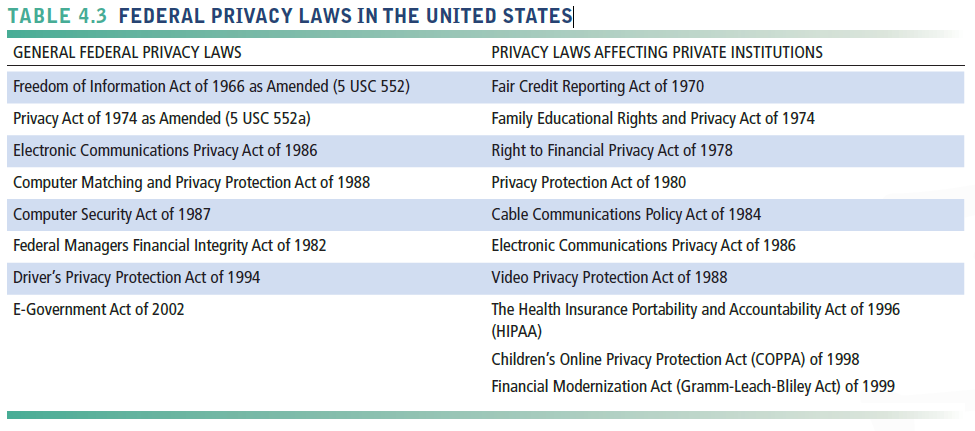 TABLE 4.3 FEDERAL PRIVACY LAWS IN THE UNITED STATES
GENERAL FEDERAL PRIVACY LAWS PRIVACY LAWS AFFECTING PRIVATE INSTITUTIONS
Freedom of Information Act of 1966 as Amended (5 USC 552) Fair Credit Reporting Act of 1970
Privacy Act of 1974 as Amended (5 USC 552a) Family Educational Rights and Privacy Act of 1974
Electronic Communications Privacy Act of 1986 Right to Financial Privacy Act of 1978
Computer Matching and Privacy Protection Act of 1988 Privacy Protection Act of 1980
Computer Security Act of 1987 Cable Communications Policy Act of 1984
Federal Managers Financial Integrity Act of 1982 Electronic Communications Privacy Act of 1986
Driver’s Privacy Protection Act of 1994 Video Privacy Protection Act of 1988
E-Government Act of 2002 The Health Insurance Portability and Accountability Act of 1996
(HIPAA)
Children’s Online Privacy Protection Act (COPPA) of 1998
Financial Modernization Act (Gramm-Leach-Bliley Act) of 1999